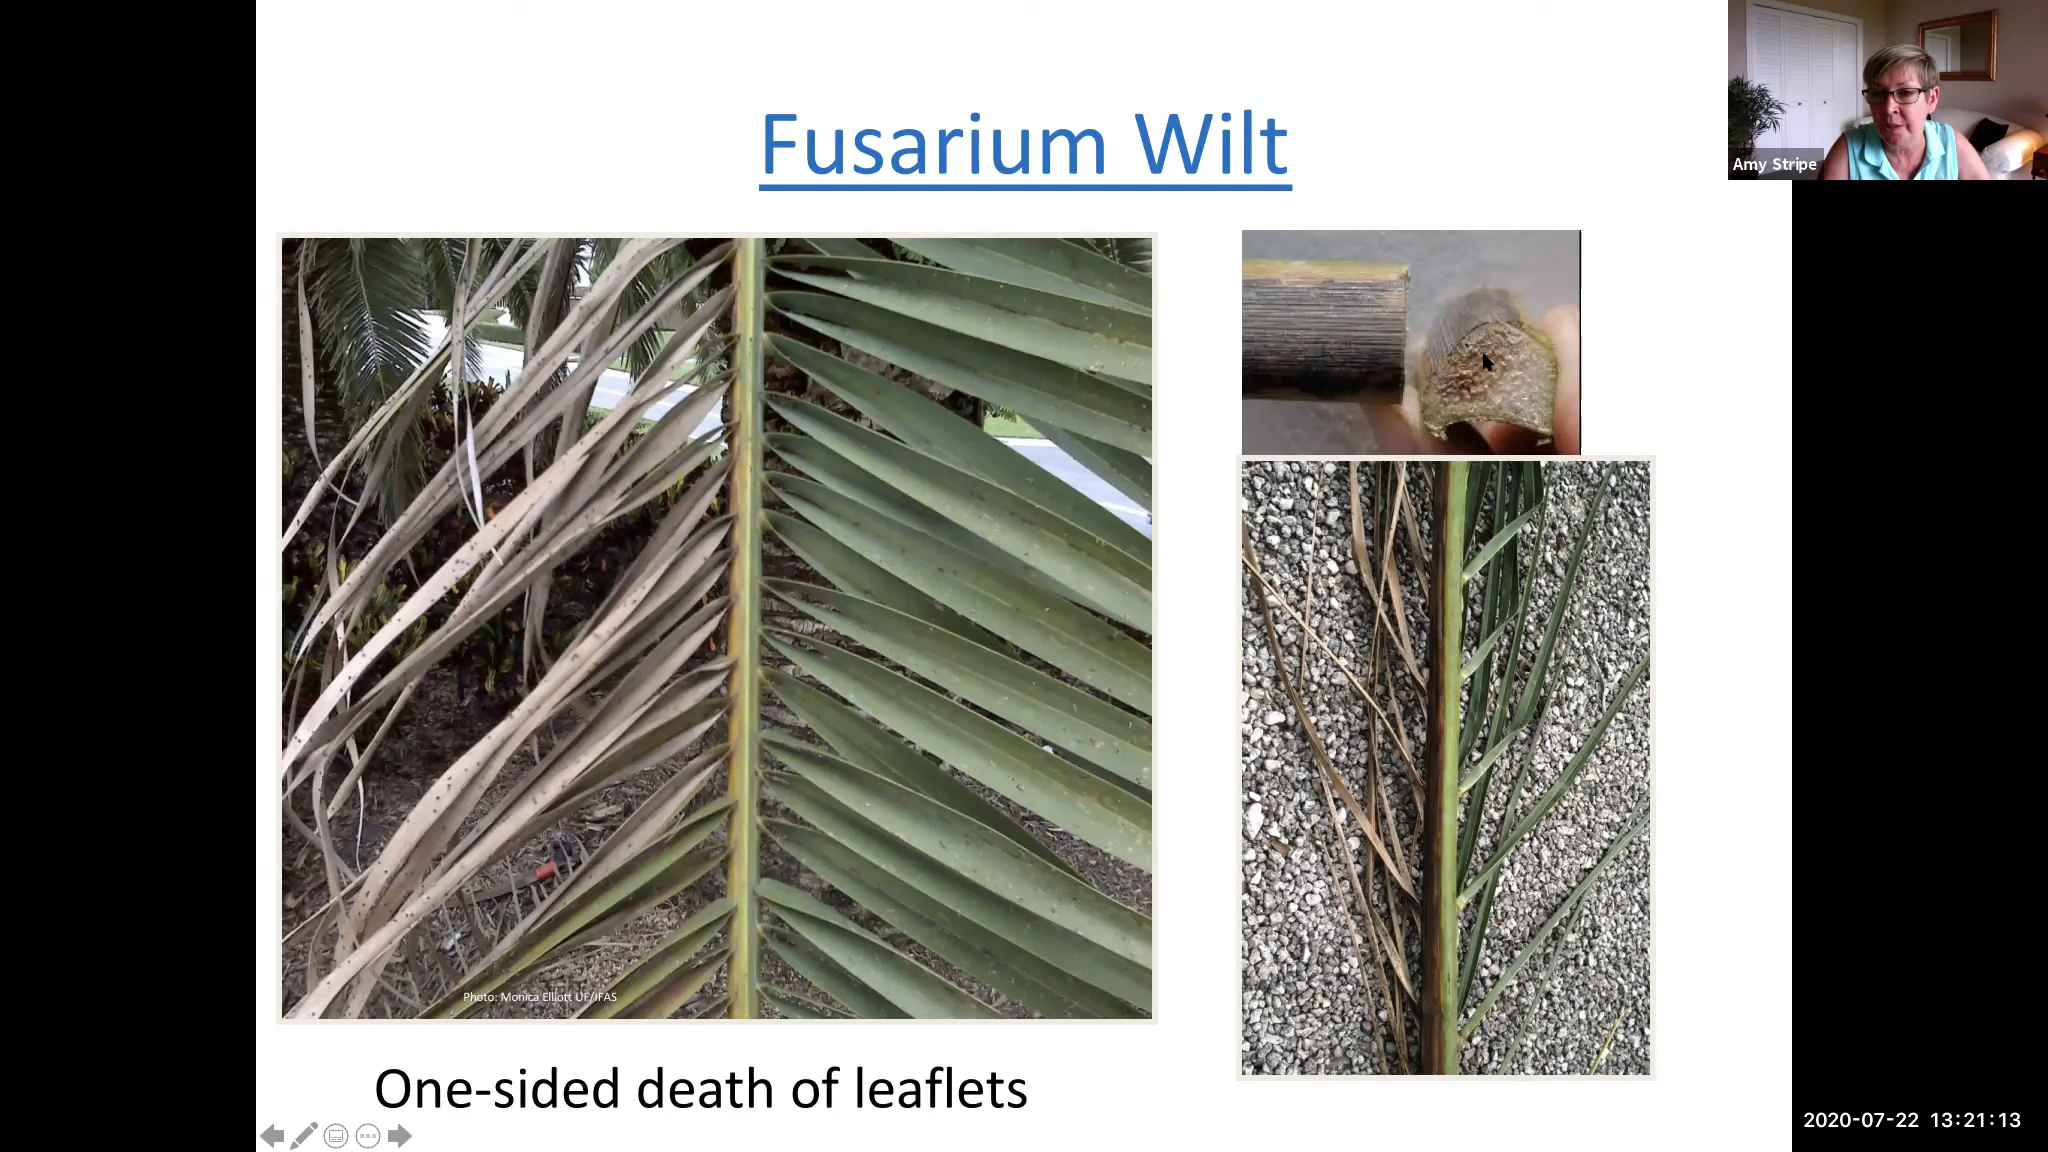 Fusarium Wilt
Amy Stripe
Photo: Monica Elliott UF/IFAS
One-sided death of leaflets
2020-07-22 13:21:13